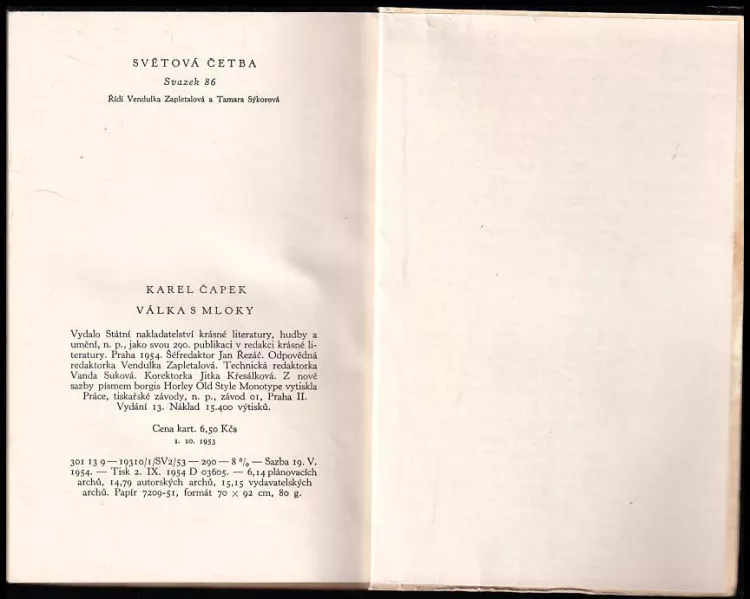 SVĚTOVÁ ČETBA
Svazek 86
Řídí Vendulka Zapletalová a Tamara Sýkorová
KAREL ČAPEK
VÁLKA S MLOKY
Vydalo Státní nakladatelství krásné literatury, hudby a
umění, n. p., jako svou 290. publikaci v redakci krásné li-
teratury. Praha 1954. Šéfredaktor Jan Řezáč. Odpovědná
redaktorka Vendulka Zapletalová. Technická redaktorka
Vanda Suková. Korektorka Jitka Křesálková. Z nové
sazby písmem borgis Horley Old Style Monotype vytiskla
Práce, tiskařské závody, n. p., závod 01, Praha II.
Vydání 13. Náklad 15.400 výtisků.
Cena kart. 6,50 Kčs
1. 10. 1953
301 13 9 — 19310/1/SV2/53 — 290 — 8 % — Sazba 19. V.
1954. — Tisk 2. IX. 1954 D 03605. — 6,14 plánovacích
archů, 14,79 autorských archů, 15,15 vydavatelských
archů. Papír 7209-51, formát 70 × 92 cm, 80 g.